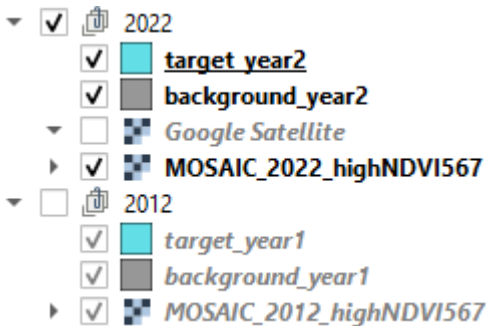 2022
target_year2
background_year2
Google Satellite
MOSAIC_2022_highNDVI567
2012
target_year1
background_year1
MOSAIC_2012_highNDVI567